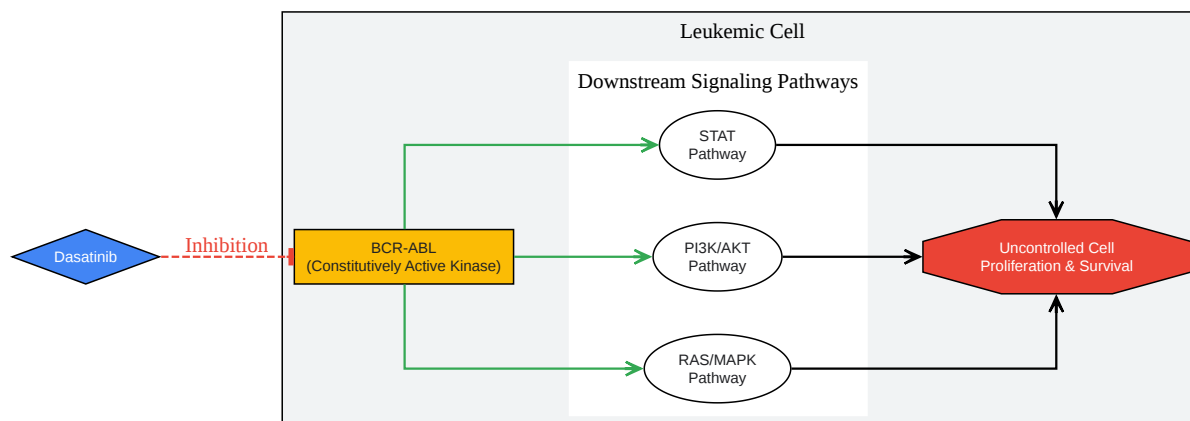 Leukemic Cell
Downstream Signaling Pathways
STAT
Pathway
Dasatinib
Inhibition
BCR-ABL
(Constitutively Active Kinase)
PI3K/AKT
Pathway
Uncontrolled Cell
Proliferation & Survival
RAS/MAPK
Pathway